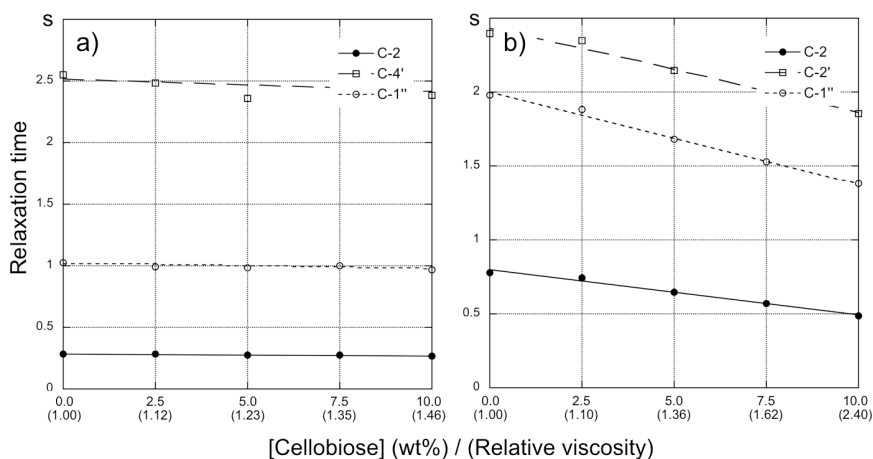 s
a)
C-2
C-4'
C-1"
3
2.5
2
1.5
1
0.5
0
0.0 2.5 5.0 7.5 10.0
(1.00) (1.12) (1.23) (1.35) (1.46)
Relaxation time
s
b)
C-2
C-2'
C-1"
2
1.5
1
0.5
0
0.0 2.5 5.0 7.5 10.0
(1.00) (1.10) (1.36) (1.62) (2.40)
[Cellobiose] (wt%) / (Relative viscosity)